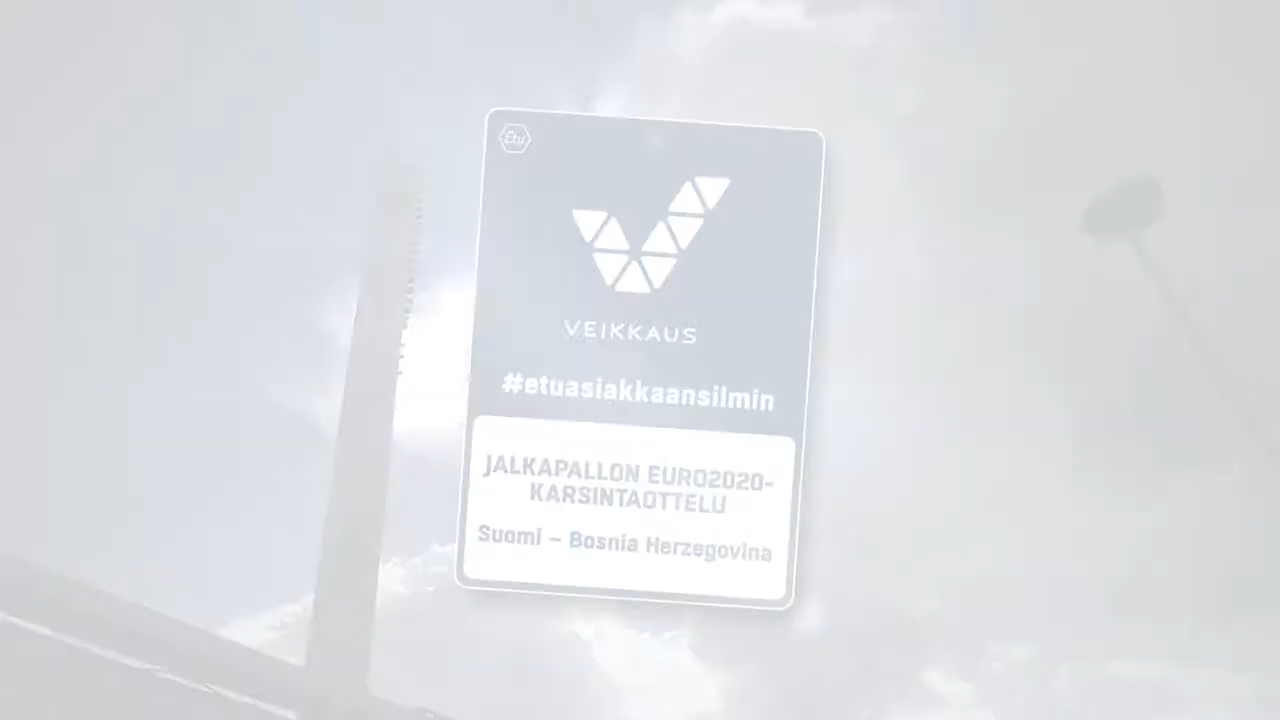 Etu
VEIKKAUS
#etuasiakkaansilmin
JALKAPALLON EURO2020-
KARSINTAOTTELU
Suomi – Bosnia Herzegovina